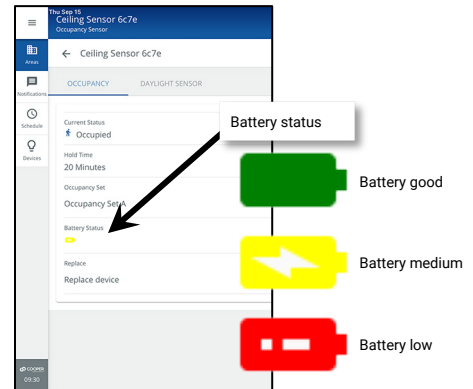 Thu Sep 15
Ceiling Sensor 6c7e
Occupancy Sensor
Areas
Ceiling Sensor 6c7e
Notifications
OCCUPANCY DAYLIGHT SENSOR
Schedule
Current Status
Occupied
Battery status
Devices
Hold Time
20 Minutes
Occupancy Set
Occupancy Set A
Battery good
Battery Status
Replace
Replace device
Battery medium
Battery low
COOPER
09:30